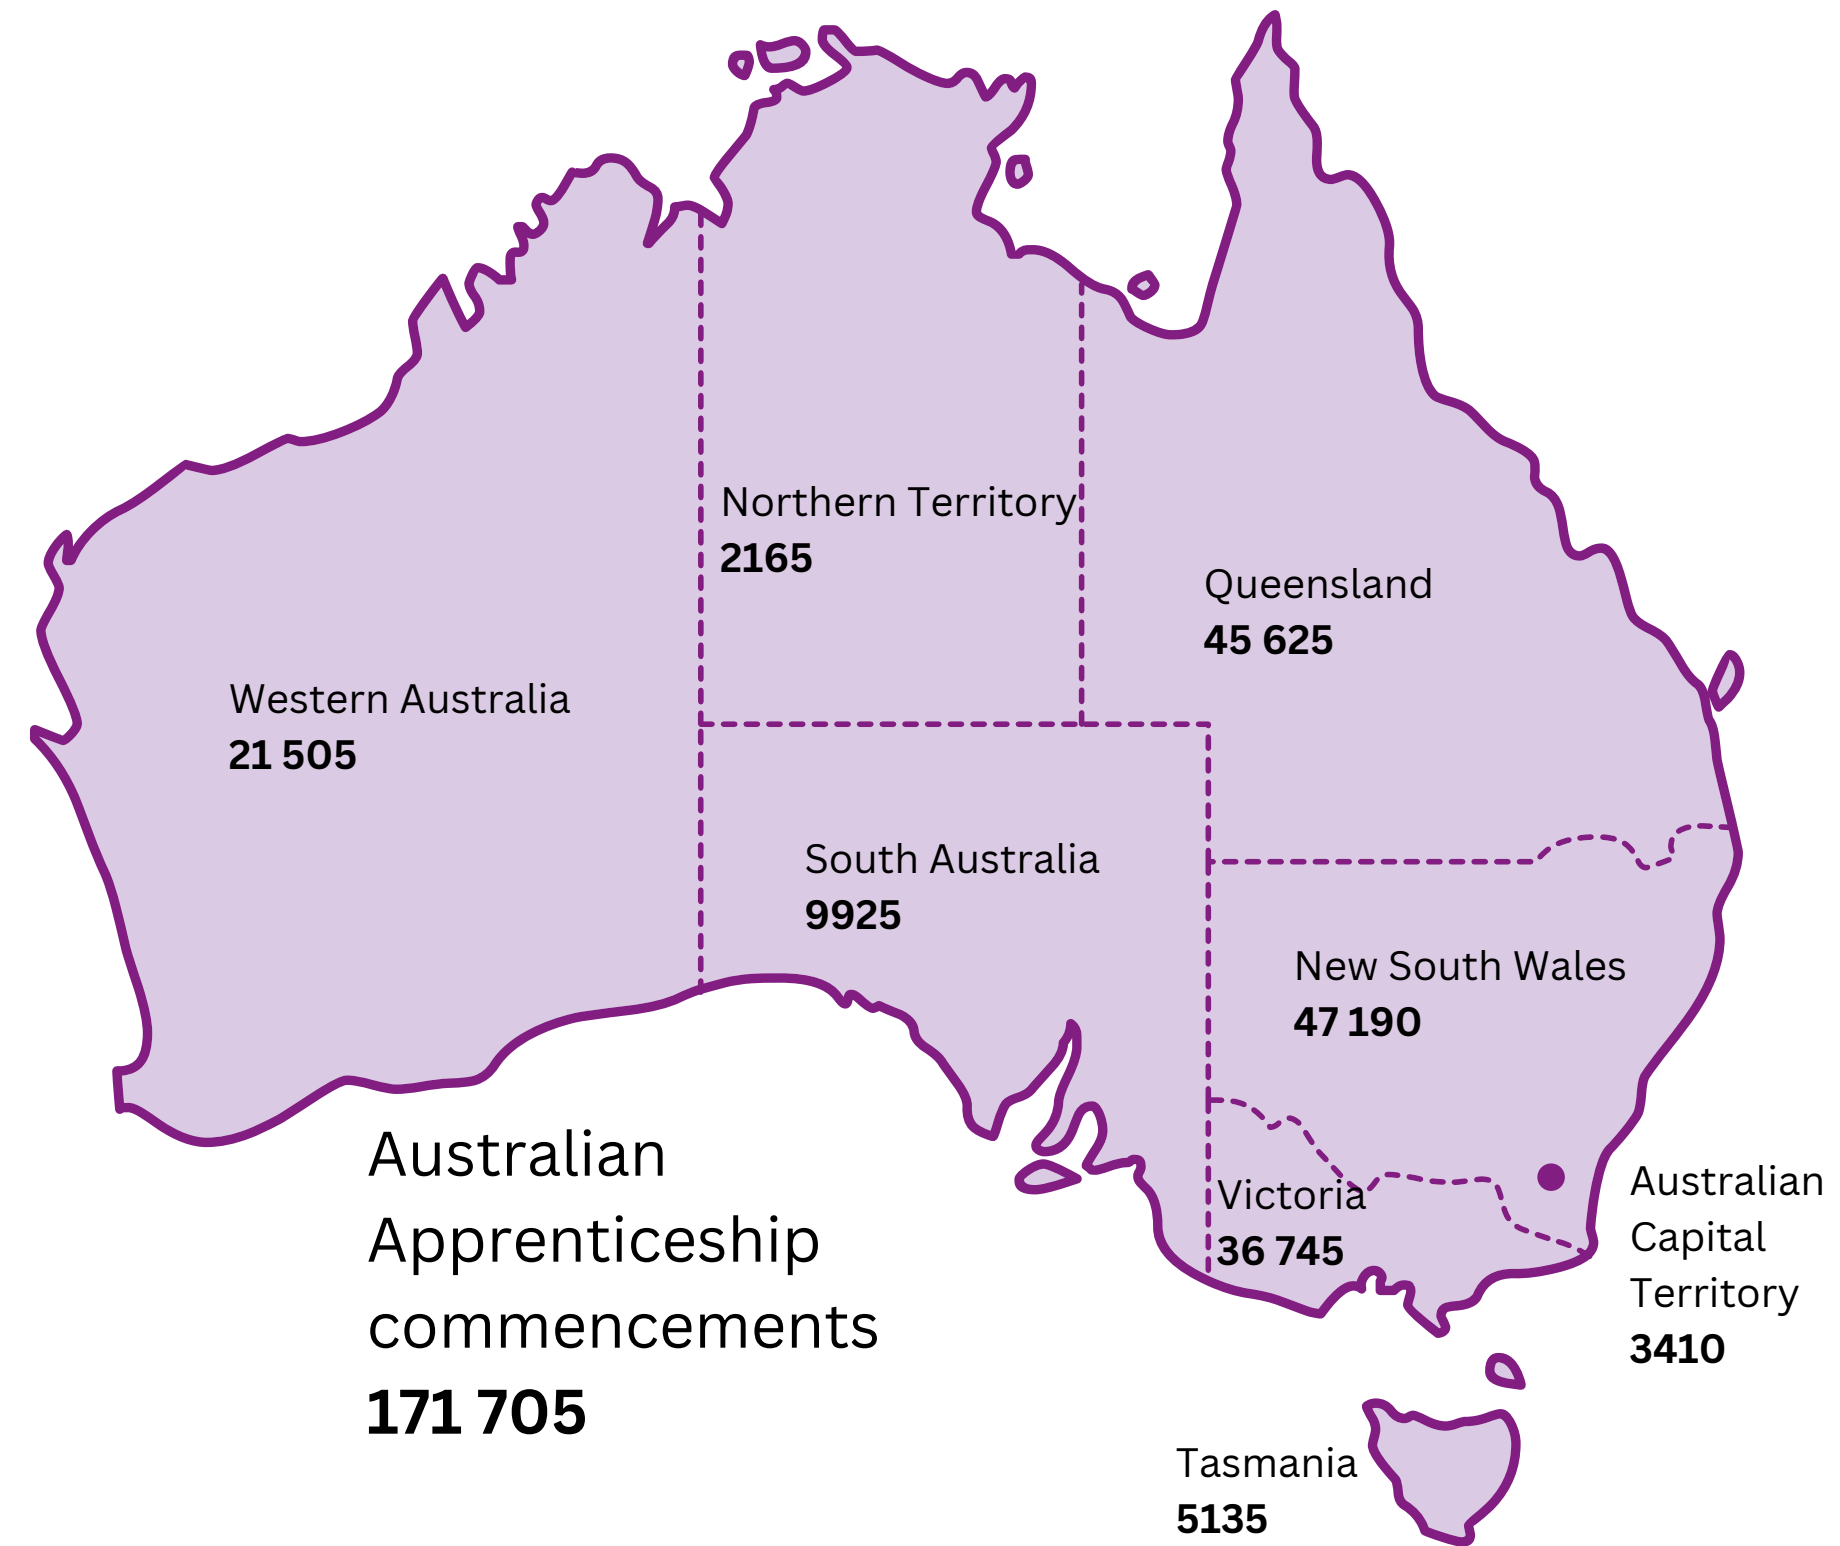 Northern Territory
2165
Queensland
45 625
Western Australia
21 505
South Australia
9925
New South Wales
47 190
Australian
Apprenticeship
commencements
171 705
Victoria
36 745
Australian
Capital
Territory
3410
Tasmania
5135